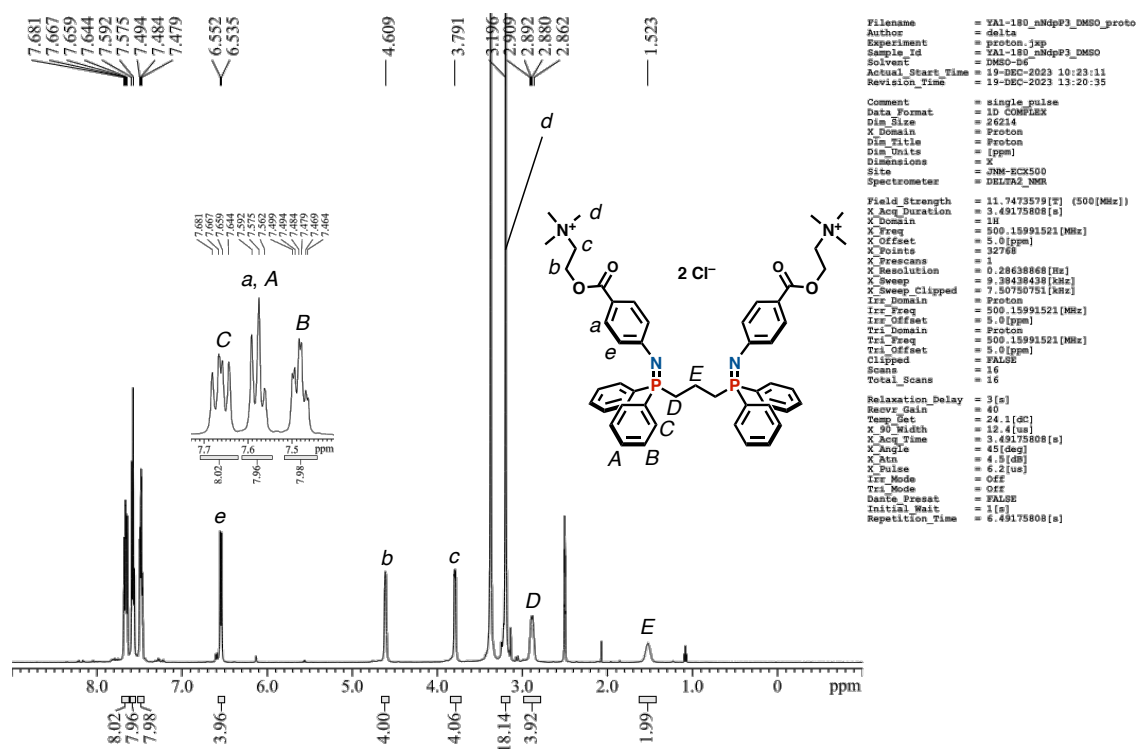 7.681
7.667
7.659
7.644
7.592
7.575
7.494
7.484
7.479
6.552
6.535
4.609
3.791
3.196
2.909
2.892
2.880
2.862
1.523
Filename = YA1-180_nNdpP3_DMSO_proto
Author = delta
Experiment = proton.jxp
Sample_Id = YA1-180_nNdpP3_DMSO
Solvent = DMSO-D6
Actual_Start_Time = 19-DEC-2023 10:23:11
Revision_Time = 19-DEC-2023 13:20:35
Comment = single_pulse
Data_Format = 1D COMPLEX
Dim_Size = 26214
X_Domain = Proton
Dim_Title = Proton
Dim_Units = [ppm]
Dimensions = X
Site = JNM-ECX500
Spectrometer = DELTA2_NMR
Field_Strength = 11.7473579[T] (500[MHz])
X_Acq_Duration = 3.49175808[s]
X_Domain = 1H
X_Freq = 500.15991521[MHz]
X_Offset = 5.0[ppm]
X_Points = 32768
X_Prescans = 1
X_Resolution = 0.28638868[Hz]
X_Sweep = 9.38438438[kHz]
X_Sweep_Clipped = 7.50750751[kHz]
Irr_Domain = Proton
Irr_Freq = 500.15991521[MHz]
Irr_Offset = 5.0[ppm]
Tri_Domain = Proton
Tri_Freq = 500.15991521[MHz]
Tri_Offset = 5.0[ppm]
Clipped = FALSE
Scans = 16
Total_Scans = 16
Relaxation_Delay = 3[s]
Recvr_Gain = 40
Temp_Get = 24.1[dC]
X_90_Width = 12.4[us]
X_Acq_Time = 3.49175808[s]
X_Angle = 45[deg]
X_Atn = 4.5[dB]
X_Pulse = 6.2[us]
Irr_Mode = Off
Tri_Mode = Off
Dante_Presat = FALSE
Initial_Wait = 1[s]
Repetition_Time = 6.49175808[s]
d
7.681
7.667
7.659
7.644
7.592
7.575
7.562
7.499
7.494
7.484
7.479
7.469
7.464
a, A
C
B
7.7 7.6 7.5 ppm
8.02
7.96
7.98
d
N+
c
b
O
O
2 Cl–
N+
O
O
a
e
N
N
E
P
P
D
C
A
B
e
b
c
D
E
8.0 7.0 6.0 5.0 4.0 3.0 2.0 1.0 0 ppm
8.02
7.96
7.98
3.96
4.00
4.06
18.14
3.92
1.99